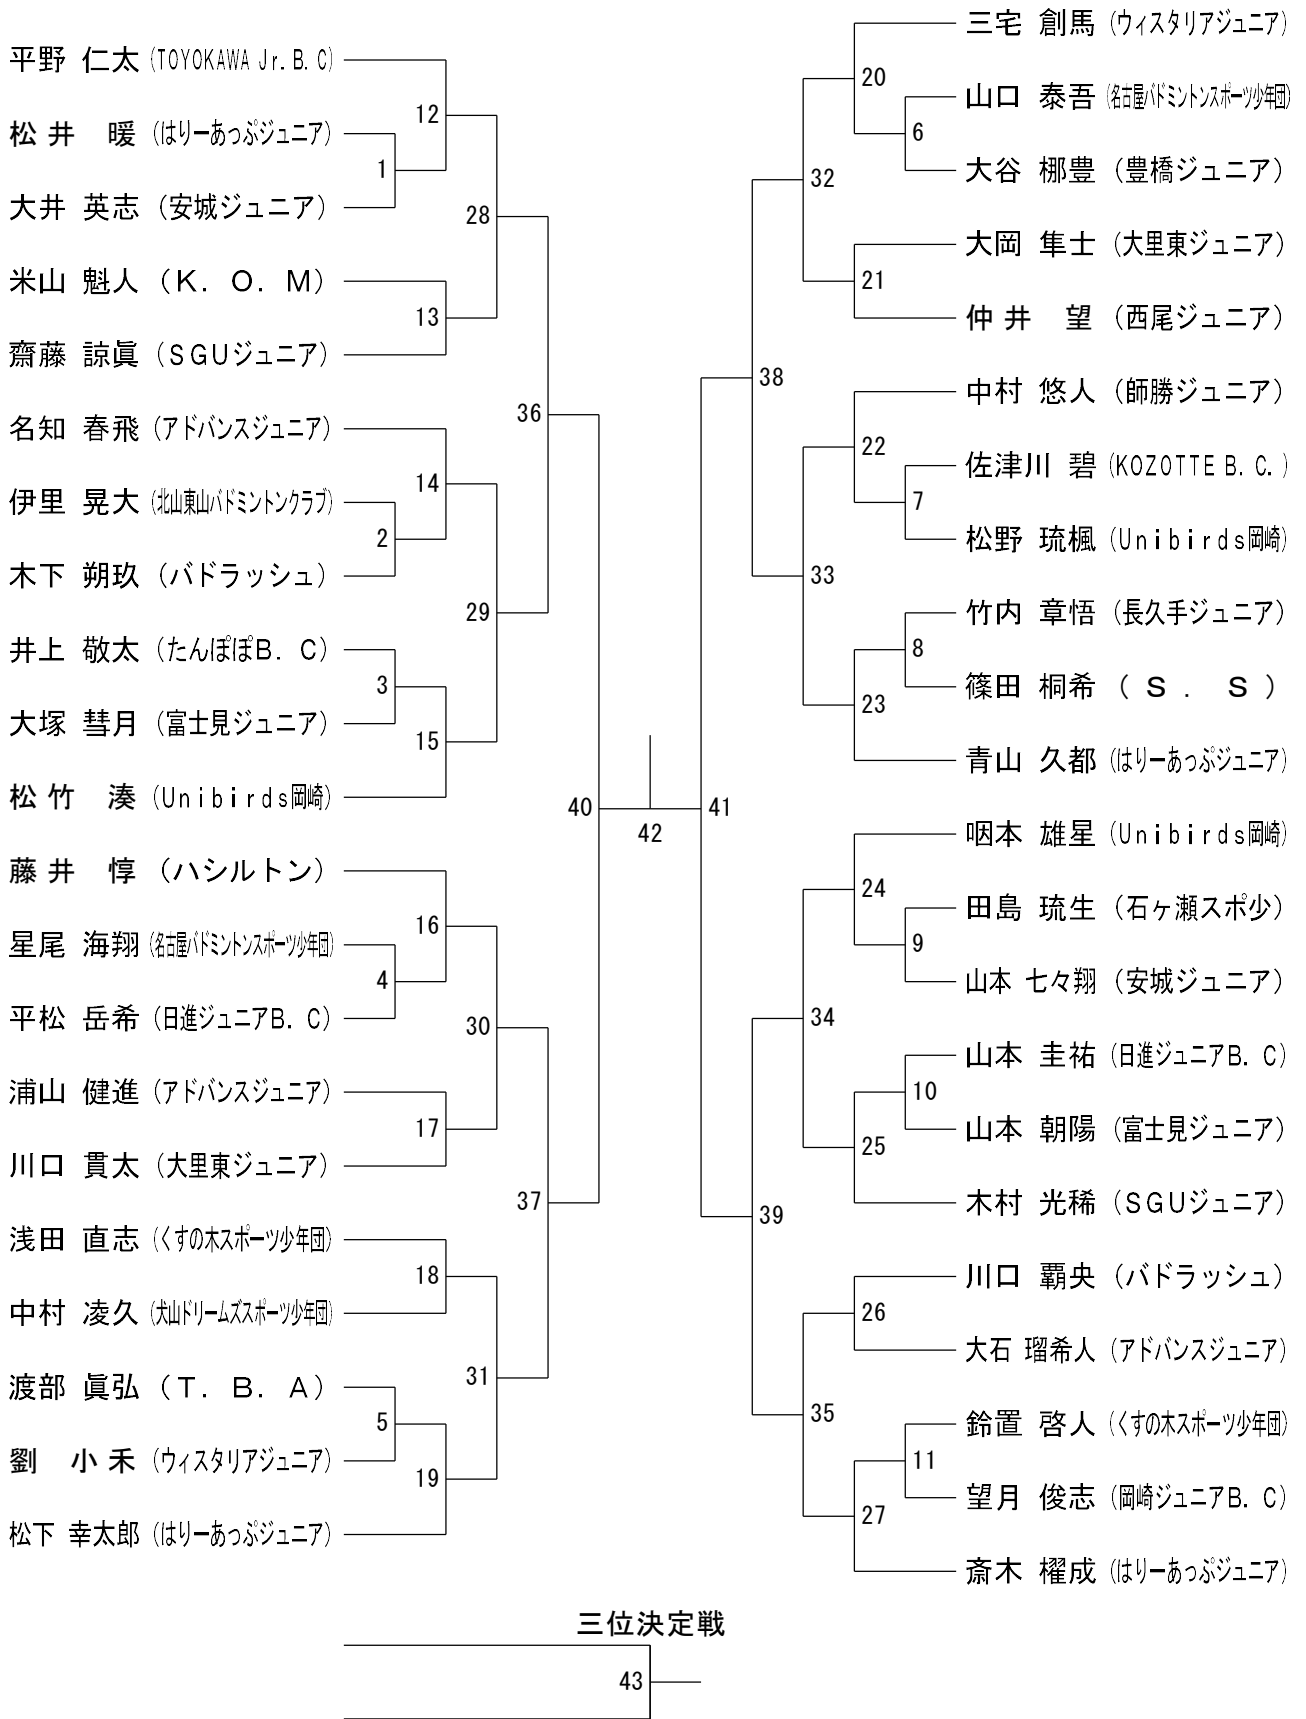 平野 仁太 (TOYOKAWA Jr.B.C)
松井 暖 (はりーあっぷジュニア)
大井 英志 (安城ジュニア)
米山 魁人 (K.O.M)
齋藤 諒眞 (SGUジュニア)
名知 春飛 (アドバンスジュニア)
伊里 晃大 (北山東山バドミントンクラブ)
木下 朔玖 (バドラッシュ)
井上 敬太 (たんぽぽB.C)
大塚 彗月 (富士見ジュニア)
松竹 湊 (Unibirds岡崎)
藤井 惇 (ハシルトン)
星尾 海翔 (名古屋バドミントンスポーツ少年団)
平松 岳希 (日進ジュニアB.C)
浦山 健進 (アドバンスジュニア)
川口 貫太 (大里東ジュニア)
浅田 直志 (くすの木スポーツ少年団)
中村 凌久 (犬山ドリームズスポーツ少年団)
渡部 眞弘 (T.B.A)
劉 小禾 (ウィスタリアジュニア)
松下 幸太郎 (はりーあっぷジュニア)
1
2
3
4
5
12
13
14
15
16
17
18
19
28
29
30
31
36
37
40
42
41
38
39
32
33
34
35
20
21
22
23
24
25
26
27
6
7
8
9
10
11
三宅 創馬 (ウィスタリアジュニア)
山口 泰吾 (名古屋バドミントンスポーツ少年団)
大谷 梛豊 (豊橋ジュニア)
大岡 隼士 (大里東ジュニア)
仲井 望 (西尾ジュニア)
中村 悠人 (師勝ジュニア)
佐津川 碧 (KOZOTTE B.C.)
松野 琉楓 (Unibirds岡崎)
竹内 章悟 (長久手ジュニア)
篠田 桐希 (S.S)
青山 久都 (はりーあっぷジュニア)
咽本 雄星 (Unibirds岡崎)
田島 琉生 (石ヶ瀬スポ少)
山本 七々翔 (安城ジュニア)
山本 圭祐 (日進ジュニアB.C)
山本 朝陽 (富士見ジュニア)
木村 光稀 (SGUジュニア)
川口 覇央 (バドラッシュ)
大石 瑠希人 (アドバンスジュニア)
鈴置 啓人 (くすの木スポーツ少年団)
望月 俊志 (岡崎ジュニアB.C)
斎木 櫂成 (はりーあっぷジュニア)
三位決定戦
43